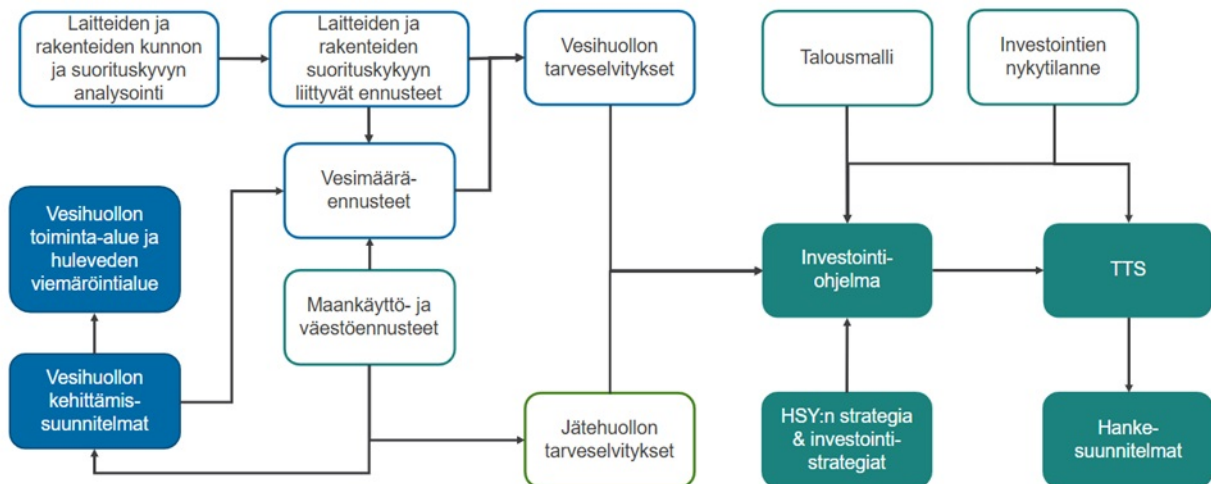 Laitteiden ja
rakenteiden kunnon
ja suorituskyvyn
analysointi
Laitteiden ja
rakenteiden
suorituskykyyn
liittyvät ennusteet
Vesihuollon
tarveselvitykset
Talousmalli
Investointien
nykytilanne
Vesimäärä-
ennusteet
Vesihuollon
toiminta-alue ja
huleveden
viemäröintialue
Maankäyttö- ja
väestöennusteet
Investointi-
ohjelma
TTS
Vesihuollon
kehittämis-
suunnitelmat
Jätehuollon
tarveselvitykset
HSY:n strategia
& investointi-
strategiat
Hanke-
suunnitelmat